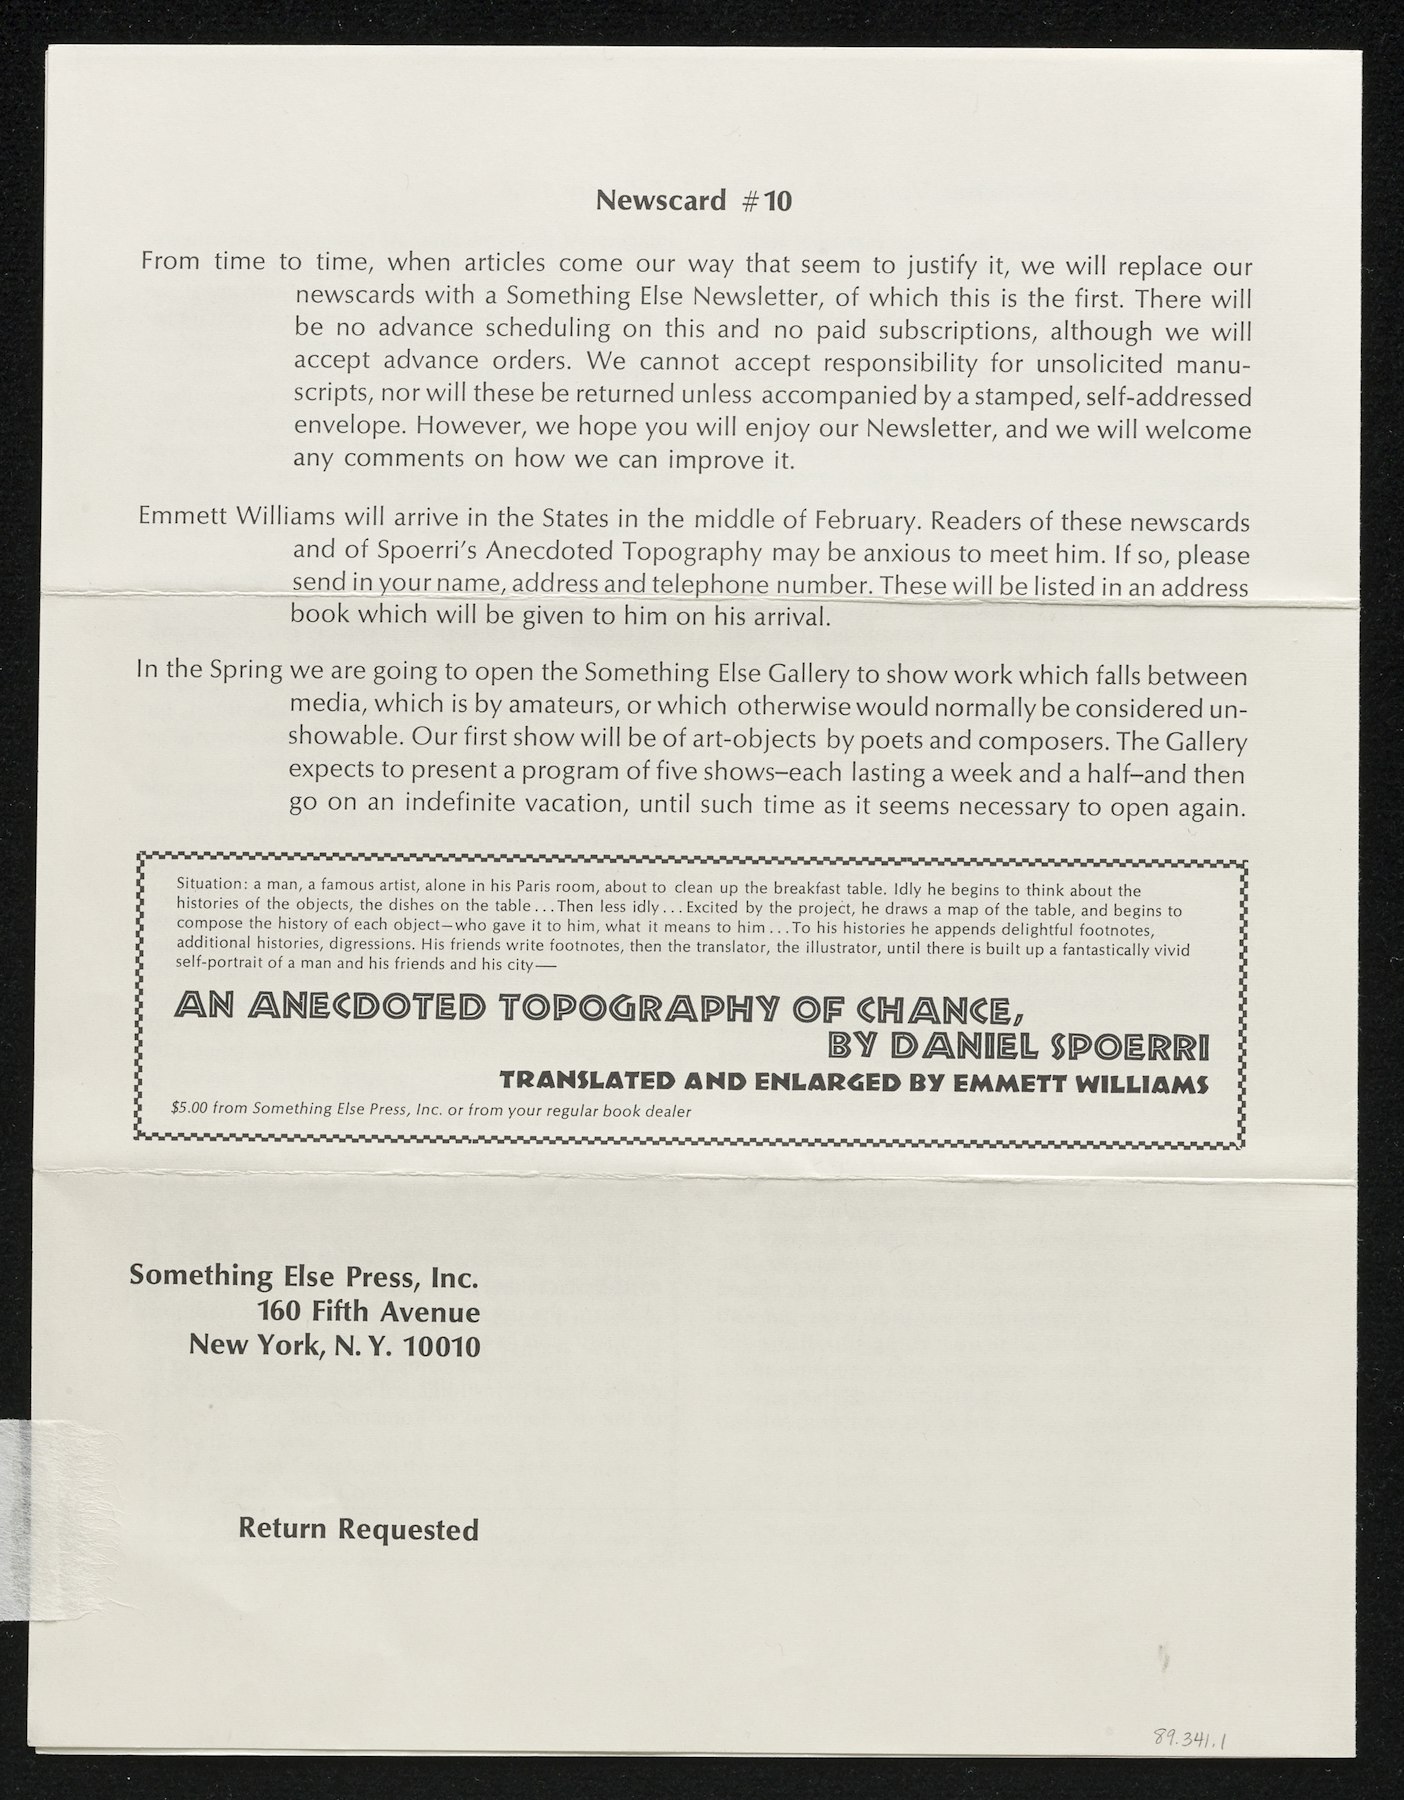 Newscard #10
From time to time, when articles come our way that seem to justify it, we will replace our
newscards with a Something Else Newsletter, of which this is the first. There will
be no advance scheduling on this and no paid subscriptions, although we will
accept advance orders. We cannot accept responsibility for unsolicited manu-
scripts, nor will these be returned unless accompanied by a stamped, self-addressed
envelope. However, we hope you will enjoy our Newsletter, and we will welcome
any comments on how we can improve it.
Emmett Williams will arrive in the States in the middle of February. Readers of these newscards
and of Spoerri's Anecdoted Topography may be anxious to meet him. If so, please
send in your name, address and telephone number. These will be listed in an address
book which will be given to him on his arrival.
In the Spring we are going to open the Something Else Gallery to show work which falls between
media, which is by amateurs, or which otherwise would normally be considered un-
showable. Our first show will be of art-objects by poets and composers. The Gallery
expects to present a program of five shows—each lasting a week and a half—and then
go on an indefinite vacation, until such time as it seems necessary to open again.
Situation: a man, a famous artist, alone in his Paris room, about to clean up the breakfast table. Idly he begins to think about the
histories of the objects, the dishes on the table...Then less idly...Excited by the project, he draws a map of the table, and begins to
compose the history of each object—who gave it to him, what it means to him...To his histories he appends delightful footnotes,
additional histories, digressions. His friends write footnotes, then the translator, the illustrator, until there is built up a fantastically vivid
self-portrait of a man and his friends and his city—
AN ANECDOTED TOPOGRAPHY OF CHANCE,
BY DANIEL SPOERRI
TRANSLATED AND ENLARGED BY EMMETT WILLIAMS
$5.00 from Something Else Press, Inc. or from your regular book dealer
Something Else Press, Inc.
160 Fifth Avenue
New York, N. Y. 10010
Return Requested
89.341.1